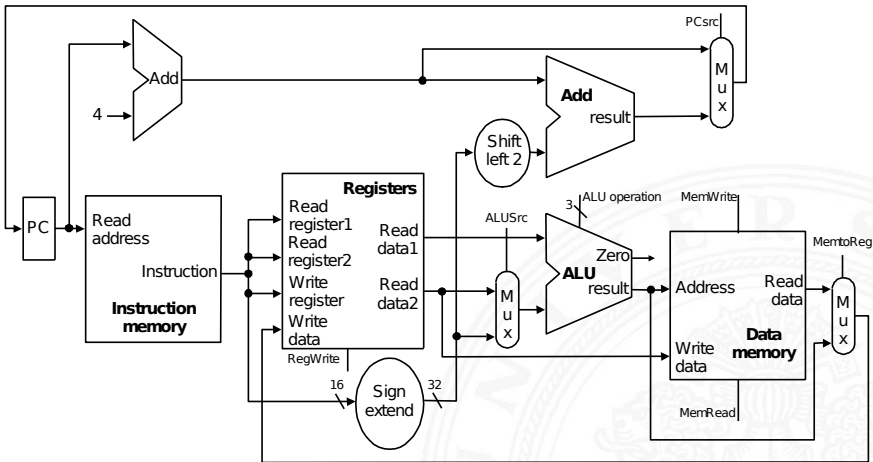 PCsrc
M
u
x
Add
4
Add
result
Shift
left 2
PC
Read
address
Instruction
Instruction
memory
Registers
Read
register1
Read
register2
Write
register
Write
data
Read
data1
Read
data2
RegWrite
16
Sign
extend
32
ALUSrc
M
u
x
3
ALU operation
Zero
ALU
result
MemWrite
Address
Read
data
Write
data
Data
memory
MemRead
MemtoReg
M
u
x